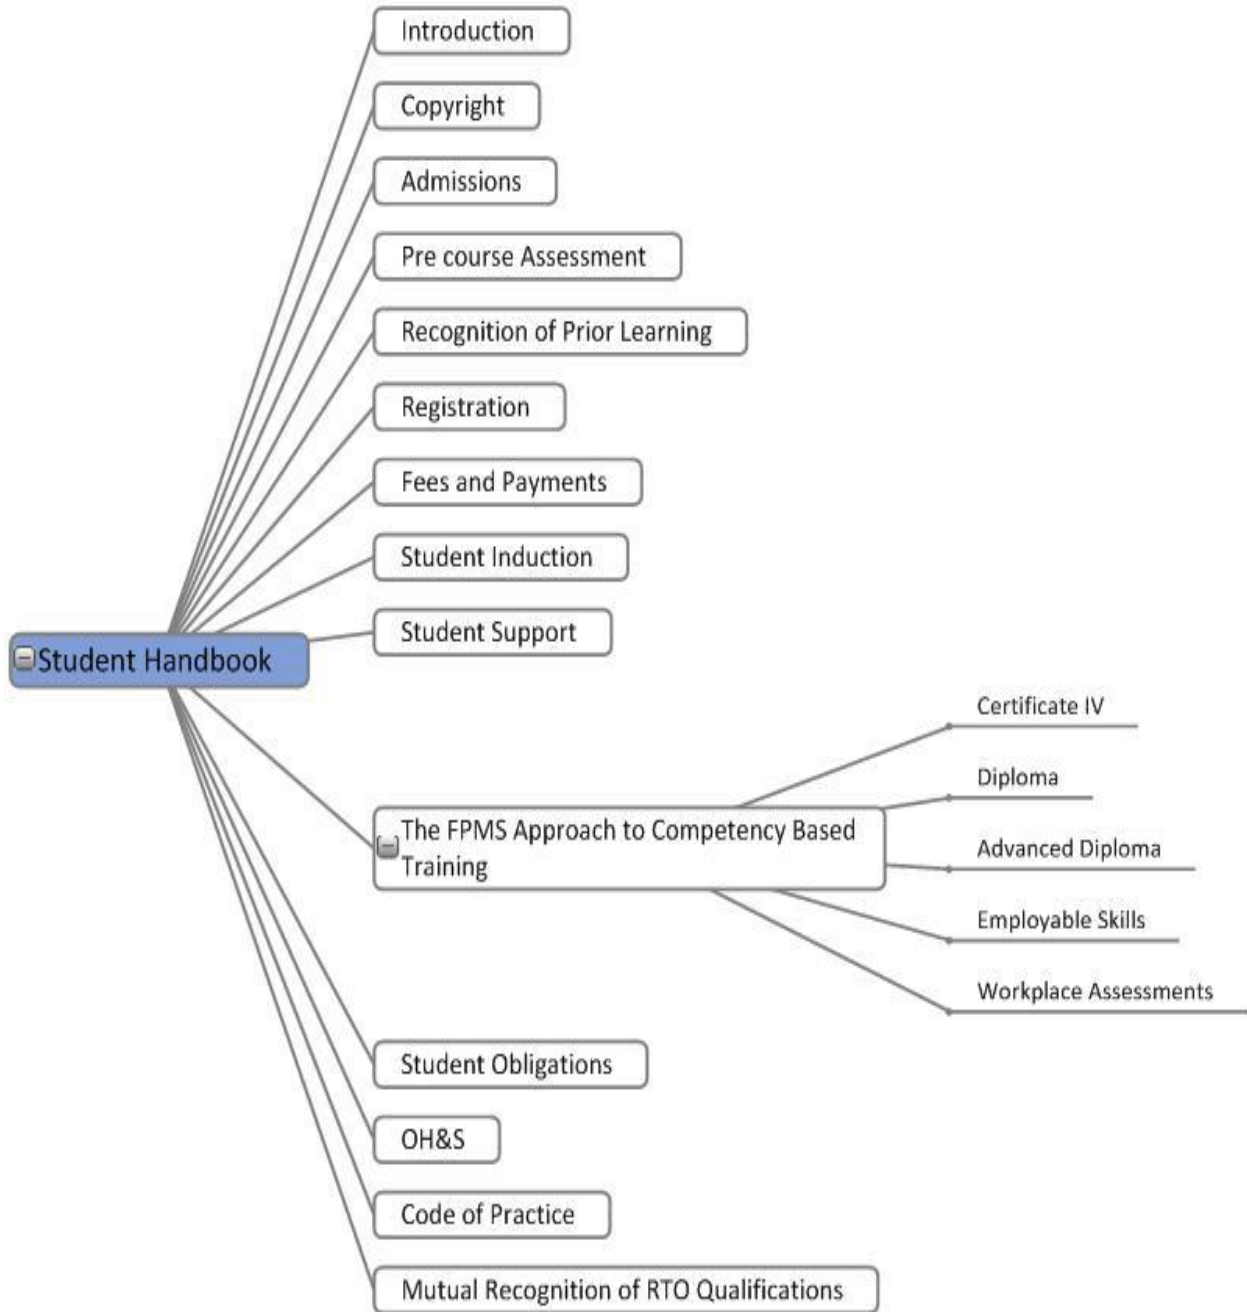 Introduction
Copyright
Admissions
Pre course Assessment
Recognition of Prior Learning
Registration
Fees and Payments
Student Induction
Student Support
Student Handbook
The FPMS Approach to Competency Based
Training
Certificate IV
Diploma
Advanced Diploma
Employable Skills
Workplace Assessments
Student Obligations
OH&S
Code of Practice
Mutual Recognition of RTO Qualifications